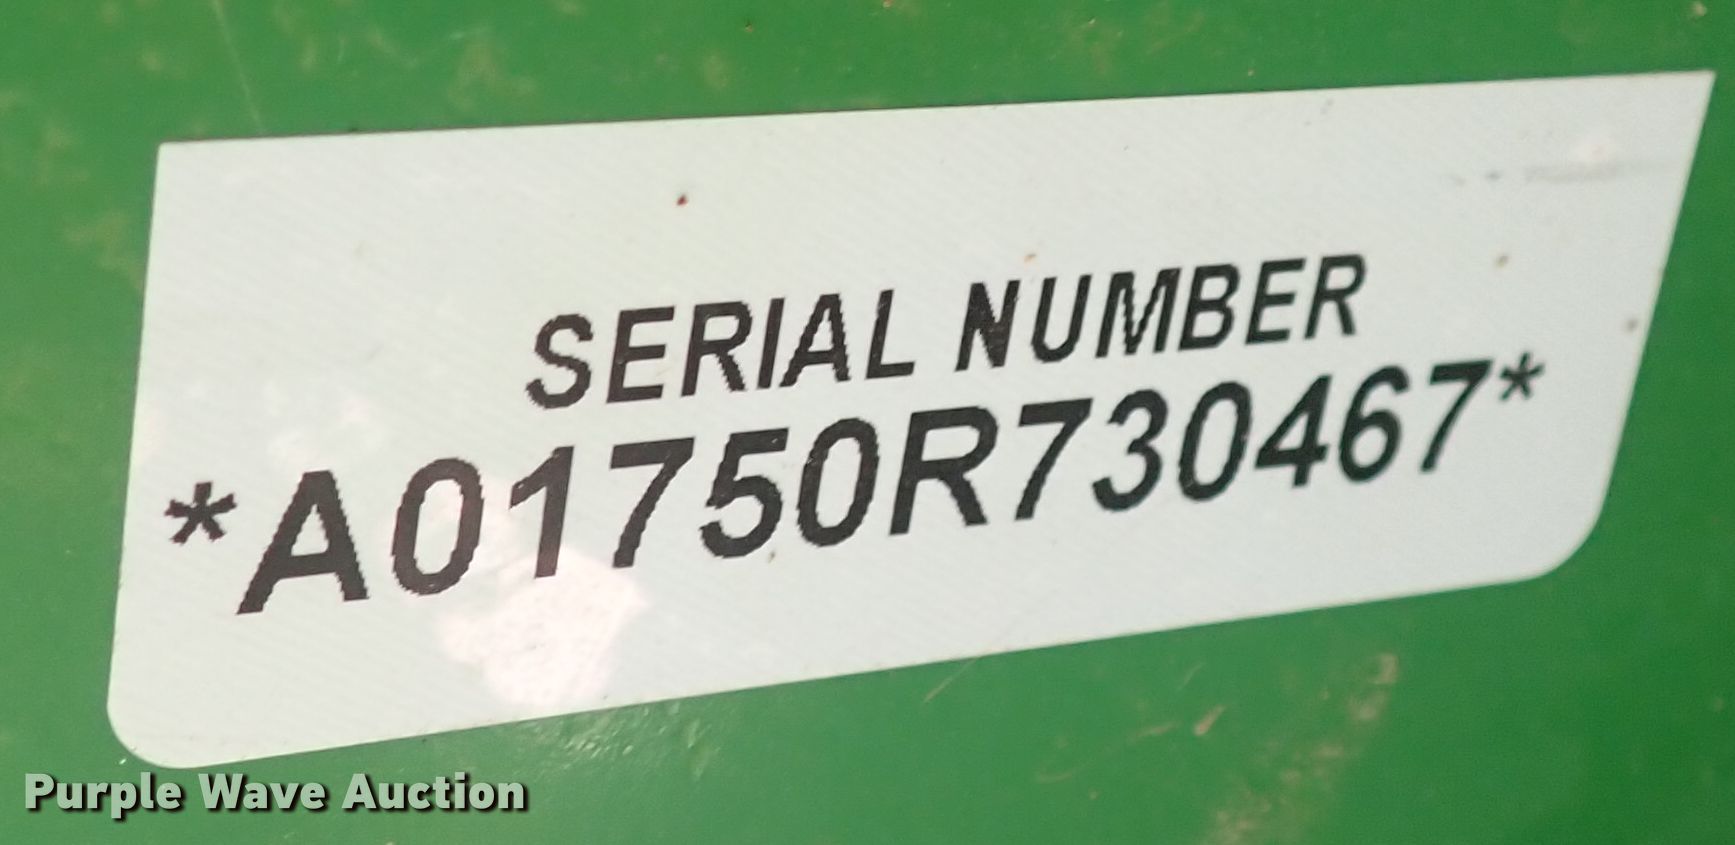 SERIAL NUMBER
*A01750R730467*
Purple Wave Auction